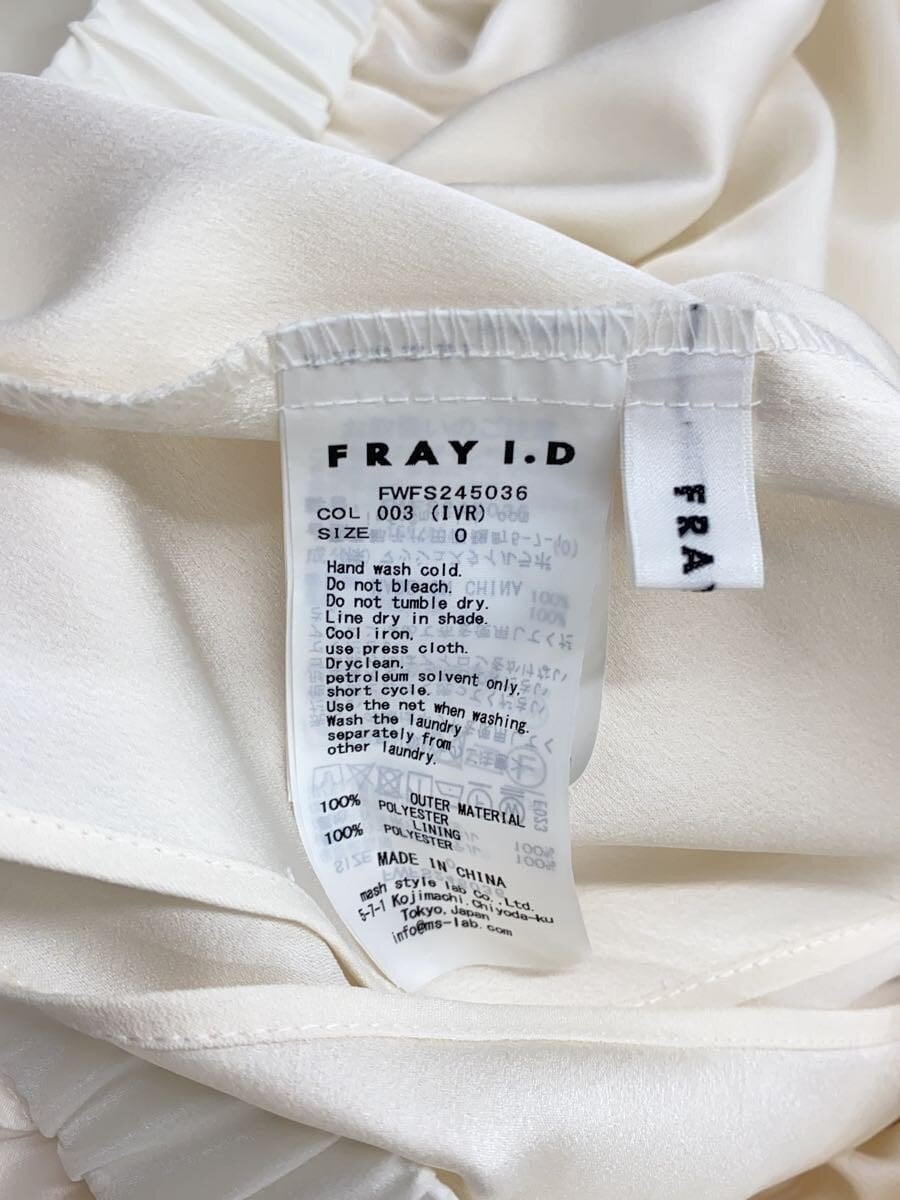 FRAY I.D
FWFS245036
COL 003 (IVR)
SIZE 0
Hand wash cold.
Do not bleach.
Do not tumble dry.
Line dry in shade.
Cool iron,
use press cloth.
Dryclean,
petroleum solvent only,
short cycle.
Use the net when washing.
Wash the laundry
separately from
other laundry.
OUTER MATERIAL
100% POLYESTER
LINING
100% POLYESTER
MADE IN CHINA
mash style lab Co.,Ltd.
5-7-1 Kojimachi,Chiyoda-ku
Tokyo,Japan
info@ms-lab.com
FRAY